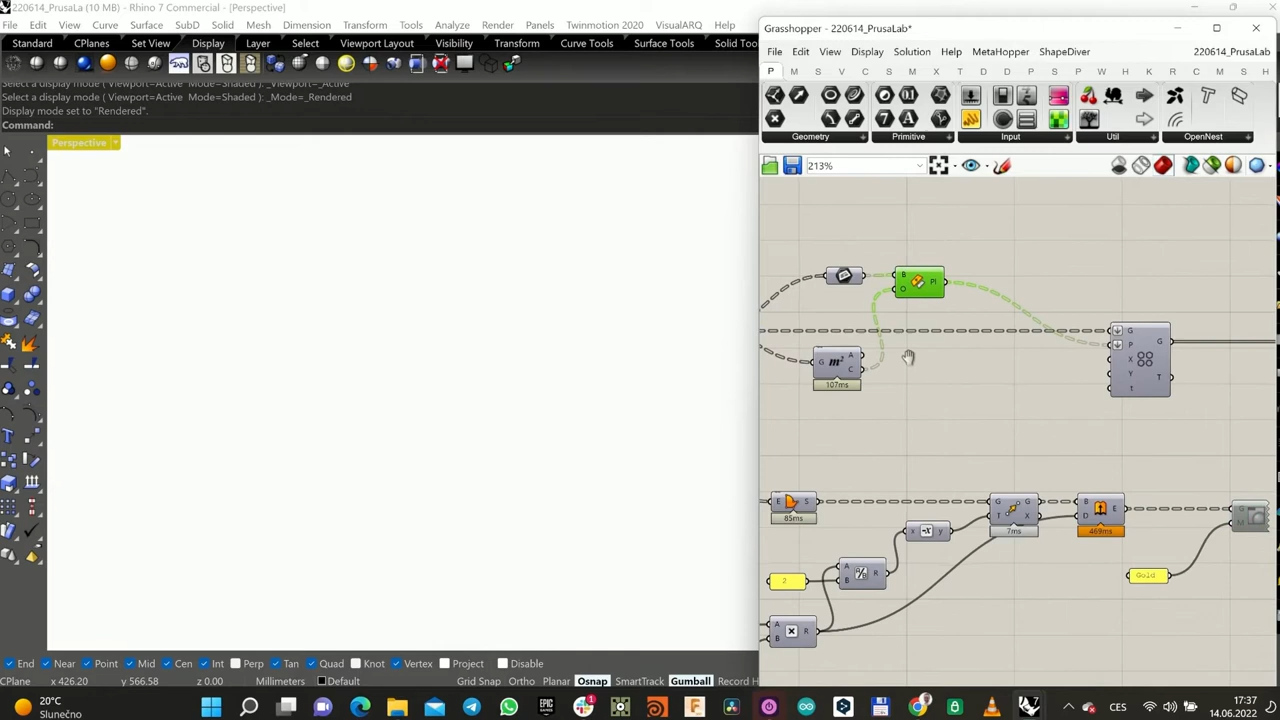 220614_PrusaLa (10 MB) - Rhino 7 Commercial - [Perspective]
File Edit View Curve Surface SubD Solid Mesh Dimension Transform Tools Analyze Render Panels Twinmotion 2020 VisualARQ Help
Standard CPlanes Set View Display Layer Select Viewport Layout Visibility Transform Curve Tools Surface Tools Solid Too
Select a display mode ( Viewport=Active Mode=Shaded ): _Viewport=_Active
Select a display mode ( Viewport=Active Mode=Shaded ): _Mode=_Rendered
Display mode set to "Rendered".
Command:
Perspective
End Near Point Mid Cen Int Perp Tan Quad Knot Vertex Project Disable
CPlane x 426.20 y 566.58 z 0.00 Millimeters Default Grid Snap Ortho Planar Osnap SmartTrack Gumball Record H
Grasshopper - 220614_PrusaLab*
File Edit View Display Solution Help MetaHopper ShapeDiver 220614_PrusaLab
P M S V C S M X T D D F P W H K R C M S H
Geometry Primitive Input Util OpenNest
213%
B
O
Pl
G
P
X
Y
t
G
T
G m² A
C
107ms
E S
85ms
G
T
G
X
7ms
B
D
E
469ms
G
M
x -x y
A
B
R
2
Gold
A
B
R
20°C
Slunečno
1
CES
17:37
14.06.2022